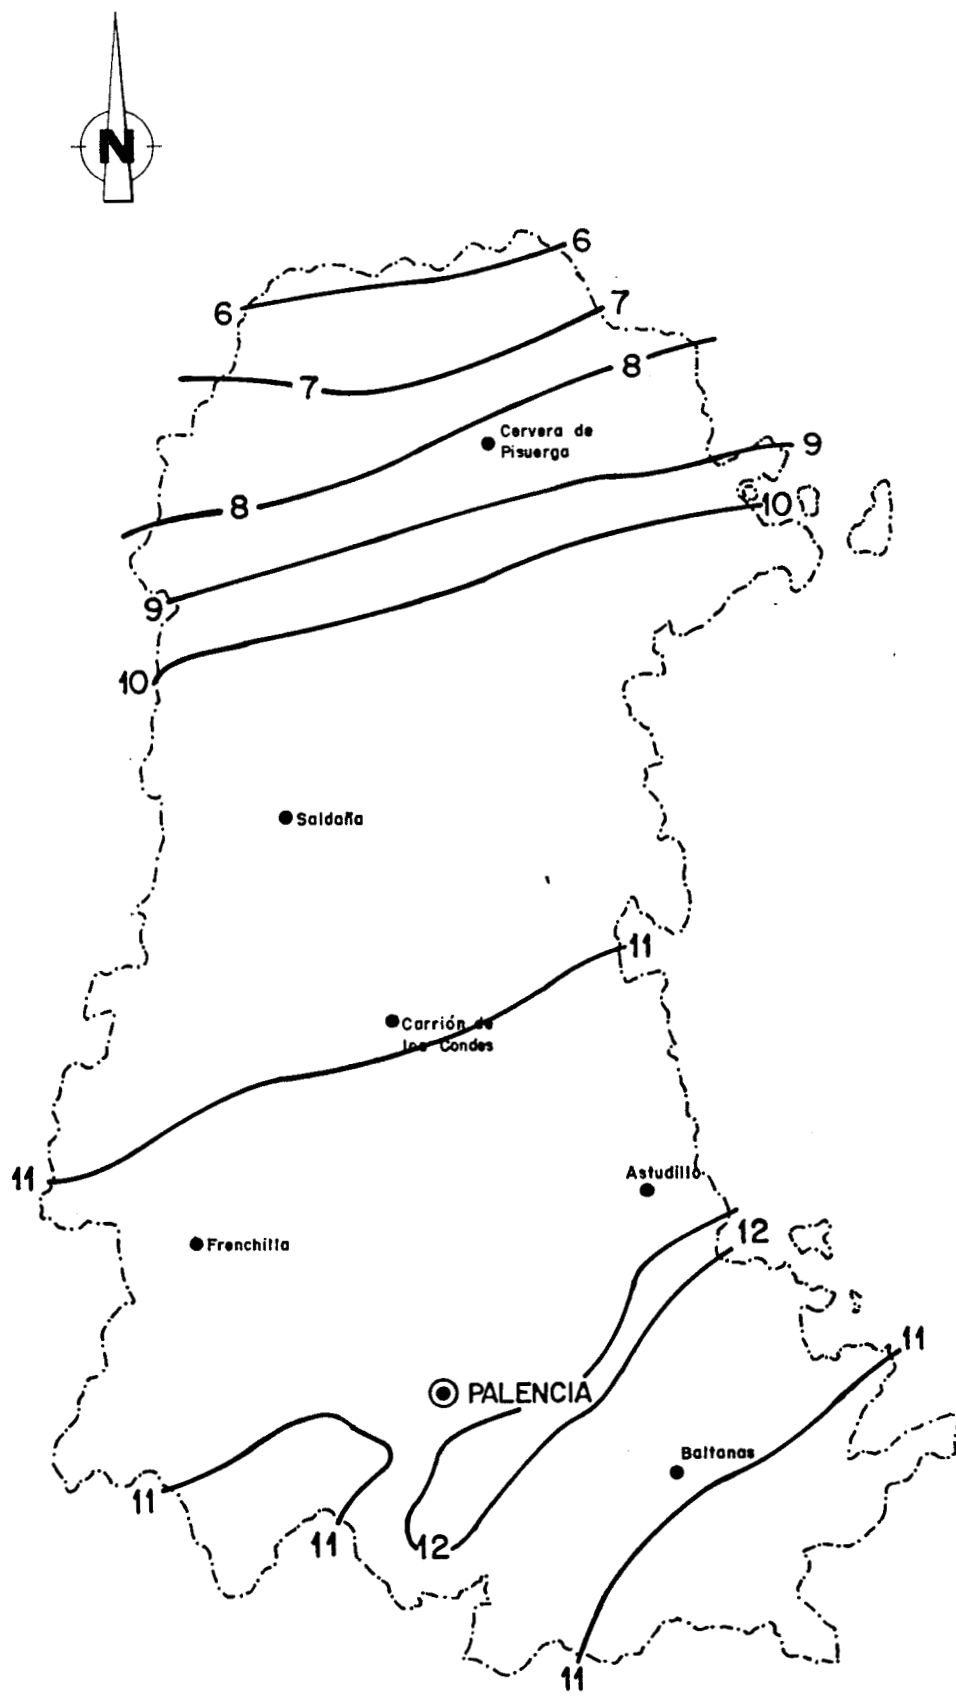 N
6
6
7
7
8
8
Cervera de
Pisuerga
9
9
10
10
Saldaña
11
Carrión de
los Condes
11
Astudillo
Frenchilla
12
11
PALENCIA
Baltanas
11
11
12
11